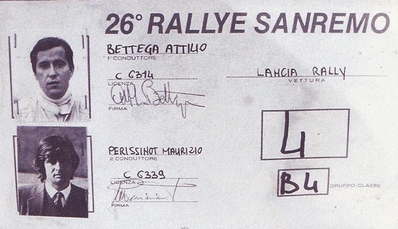 26° RALLYE SANREMO
BETTEGA ATTILIO
1° CONDUTTORE
C 6314
LICENZA
LANCIA RALLY
VETTURA
FIRMA
4
PERISSINOT MAURIZIO
2 CONDUTTORE
C 6339
LICENZA
B4
GRUPPO-CLASSE
FIRMA